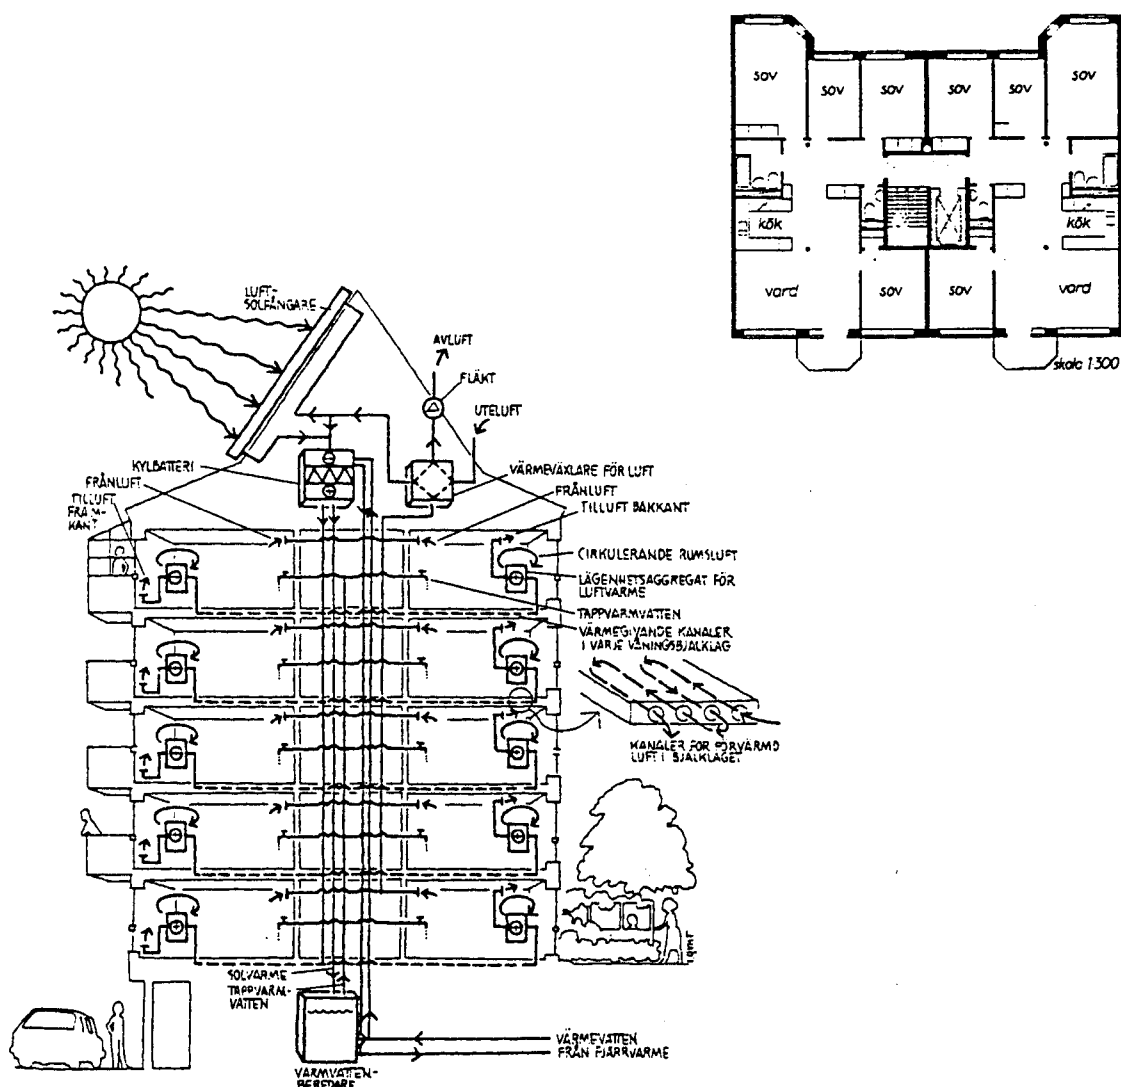 sov
sov
sov
sov
sov
sov
kök
kök
vard
sov
sov
vard
skala 1:300
LUFT-
SOLFÅNGARE
AVLUFT
FLÄKT
UTELUFT
KYLBATTERI
FRÅNLUFT
TILLUFT
FRAM-
KANT
VÄRMEVÄXLARE FÖR LUFT
FRÅNLUFT
TILLUFT BAKKANT
CIRKULERANDE RUMSLUFT
LÄGENHETSAGGREGAT FÖR
LUFTVÄRME
TAPPVARMVATTEN
VÄRMEGIVANDE KANALER
I VARJE VÅNINGSBJÄLKLAG
KANALER FÖR FÖRVÄRMD
LUFT I BJÄLKLAGET
SOLVÄRME
TAPPVARM-
VATTEN
VÄRMEVATTEN
FRÅN FJÄRRVÄRME
VARMVATTEN-
BEREDARE